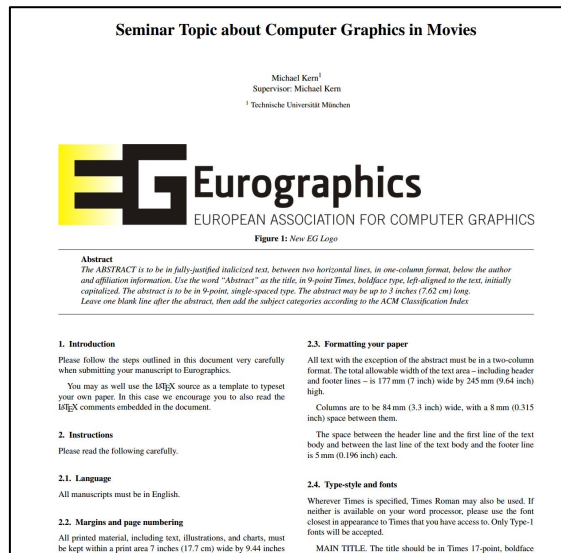 Seminar Topic about Computer Graphics in Movies
Michael Kern1
Supervisor: Michael Kern
1 Technische Universität München
EG Eurographics
EUROPEAN ASSOCIATION FOR COMPUTER GRAPHICS
Figure 1: New EG Logo
Abstract
The ABSTRACT is to be in fully-justified italicized text, between two horizontal lines, in one-column format, below the author
and affiliation information. Use the word “Abstract” as the title, in 9-point Times, boldface type, left-aligned to the text, initially
capitalized. The abstract is to be in 9-point, single-spaced type. The abstract may be up to 3 inches (7.62 cm) long.
Leave one blank line after the abstract, then add the subject categories according to the ACM Classification Index
1. Introduction
Please follow the steps outlined in this document very carefully
when submitting your manuscript to Eurographics.
You may as well use the LATEX source as a template to typeset
your own paper. In this case we encourage you to also read the
LATEX comments embedded in the document.
2. Instructions
Please read the following carefully.
2.1. Language
All manuscripts must be in English.
2.2. Margins and page numbering
All printed material, including text, illustrations, and charts, must
be kept within a print area 7 inches (17.7 cm) wide by 9.44 inches
2.3. Formatting your paper
All text with the exception of the abstract must be in a two-column
format. The total allowable width of the text area – including header
and footer lines – is 177 mm (7 inch) wide by 245 mm (9.64 inch)
high.
Columns are to be 84 mm (3.3 inch) wide, with a 8 mm (0.315
inch) space between them.
The space between the header line and the first line of the text
body and between the last line of the text body and the footer line
is 5 mm (0.196 inch) each.
2.4. Type-style and fonts
Wherever Times is specified, Times Roman may also be used. If
neither is available on your word processor, please use the font
closest in appearance to Times that you have access to. Only Type-1
fonts will be accepted.
MAIN TITLE. The title should be in Times 17-point, boldface